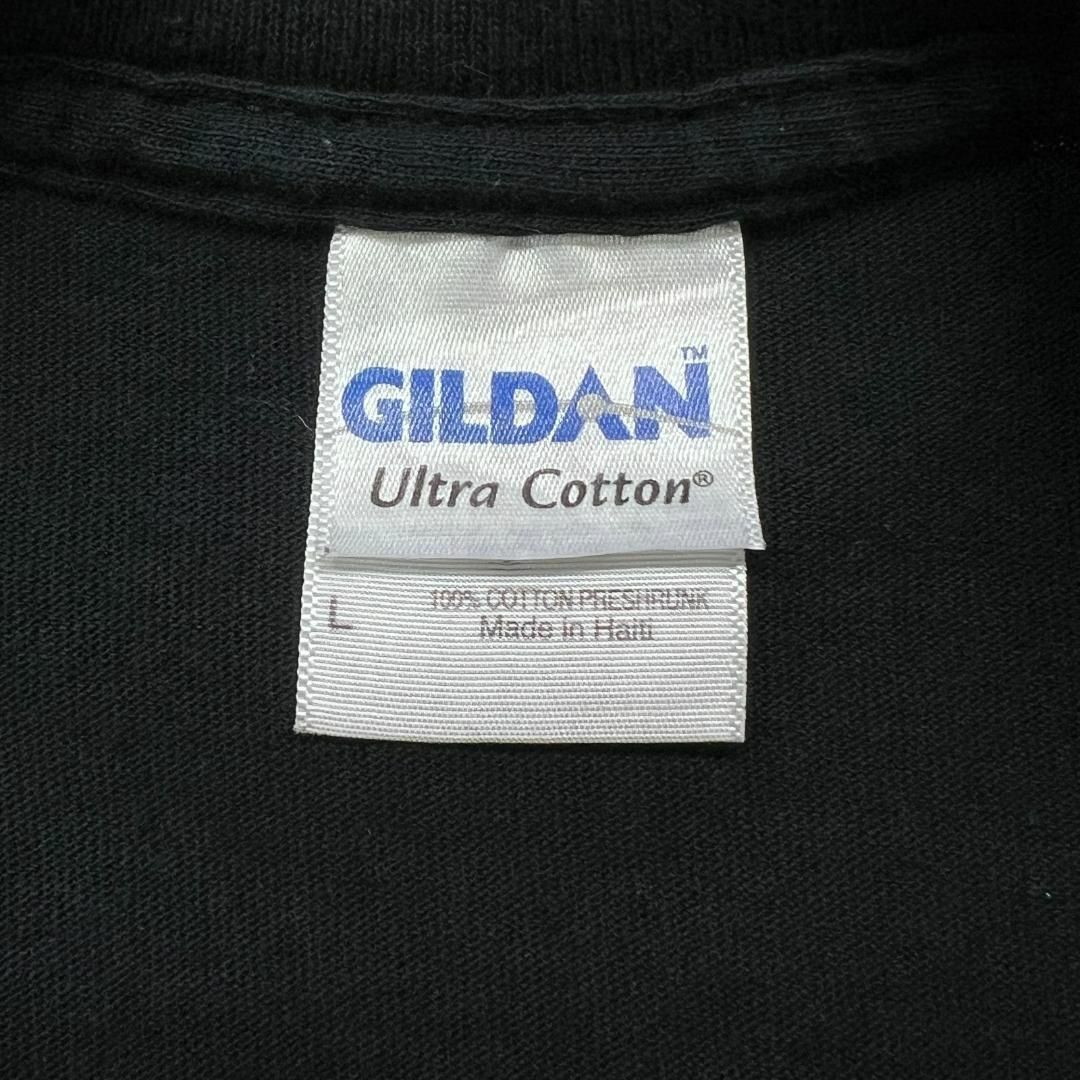 GILDAN™
Ultra Cotton®
100% COTTON PRESHRUNK
Made in Haiti
L